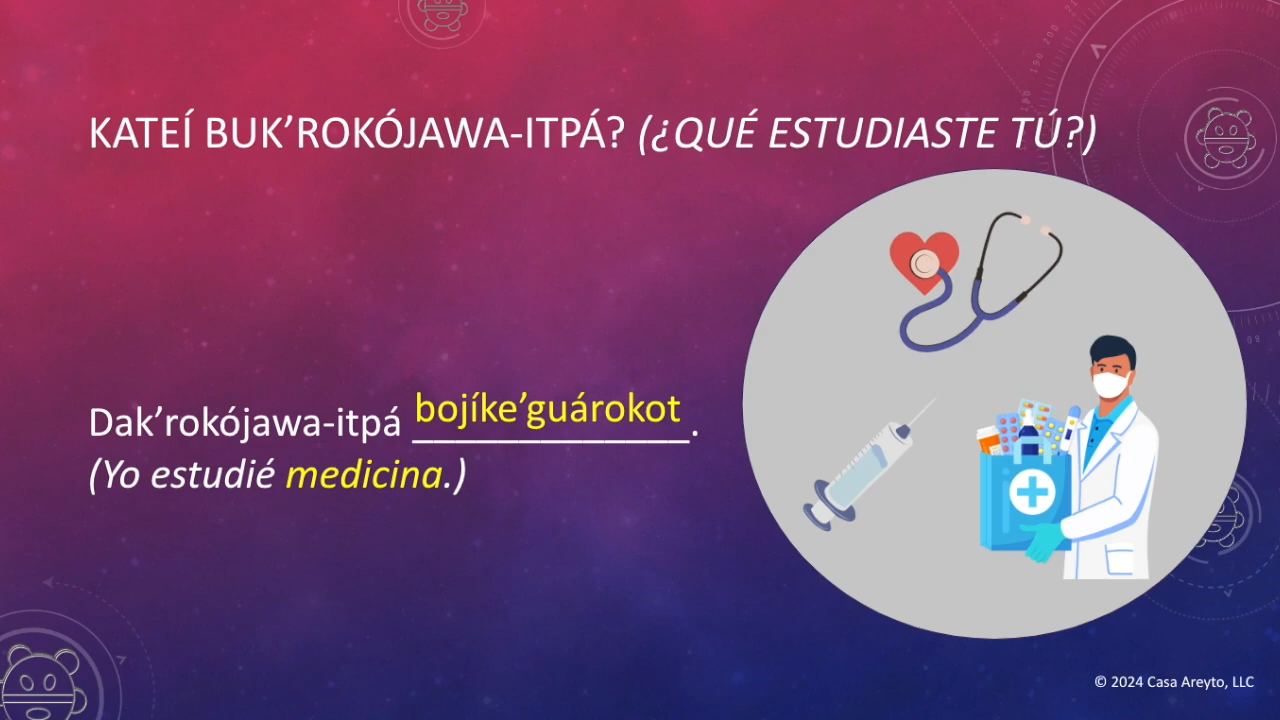 KATEÍ BUK’ROKÓJAWA-ITPÁ? (¿QUÉ ESTUDIASTE TÚ?)
Dak’rokójawa-itpá bojíke’guárokot.
(Yo estudié medicina.)
© 2024 Casa Areyto, LLC